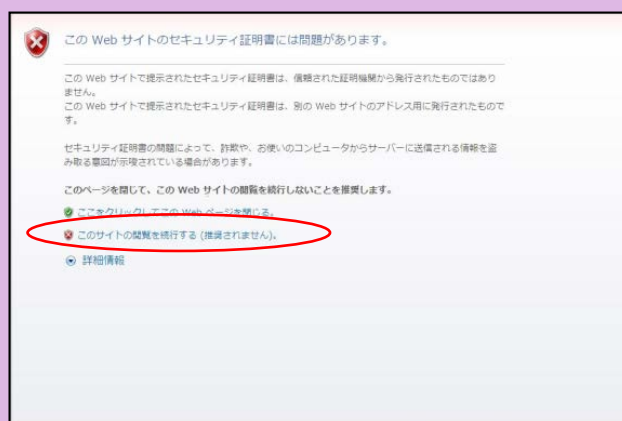 この Web サイトのセキュリティ証明書には問題があります。
この Web サイトで提示されたセキュリティ証明書は、信頼された証明機関から発行されたものではあり
ません。
この Web サイトで提示されたセキュリティ証明書は、別の Web サイトのアドレス用に発行されたもので
す。
セキュリティ証明書の問題によって、詐欺や、お使いのコンピュータからサーバーに送信される情報を盗
み取る意図が示唆されている場合があります。
このページを閉じて、この Web サイトの閲覧を続行しないことを推奨します。
ここをクリックしてこの Web ページを閉じる。
このサイトの閲覧を続行する (推奨されません)。
詳細情報